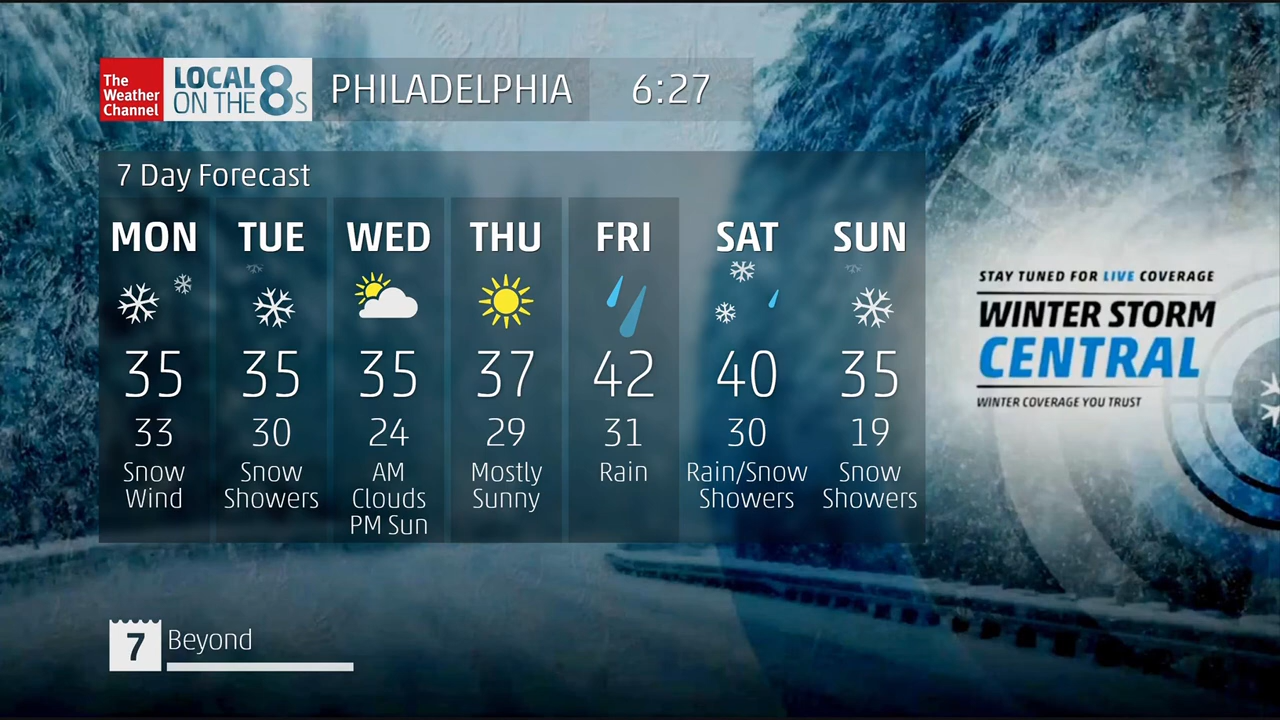 The
Weather
Channel
LOCAL
ON THE 8s
PHILADELPHIA 6:27
7 Day Forecast
MON TUE WED THU FRI SAT SUN
35 35 35 37 42 40 35
33 30 24 29 31 30 19
Snow Snow AM Mostly Rain Rain/Snow Snow
Wind Showers Clouds Sunny Showers Showers
PM Sun
STAY TUNED FOR LIVE COVERAGE
WINTER STORM
CENTRAL
WINTER COVERAGE YOU TRUST
7 Beyond